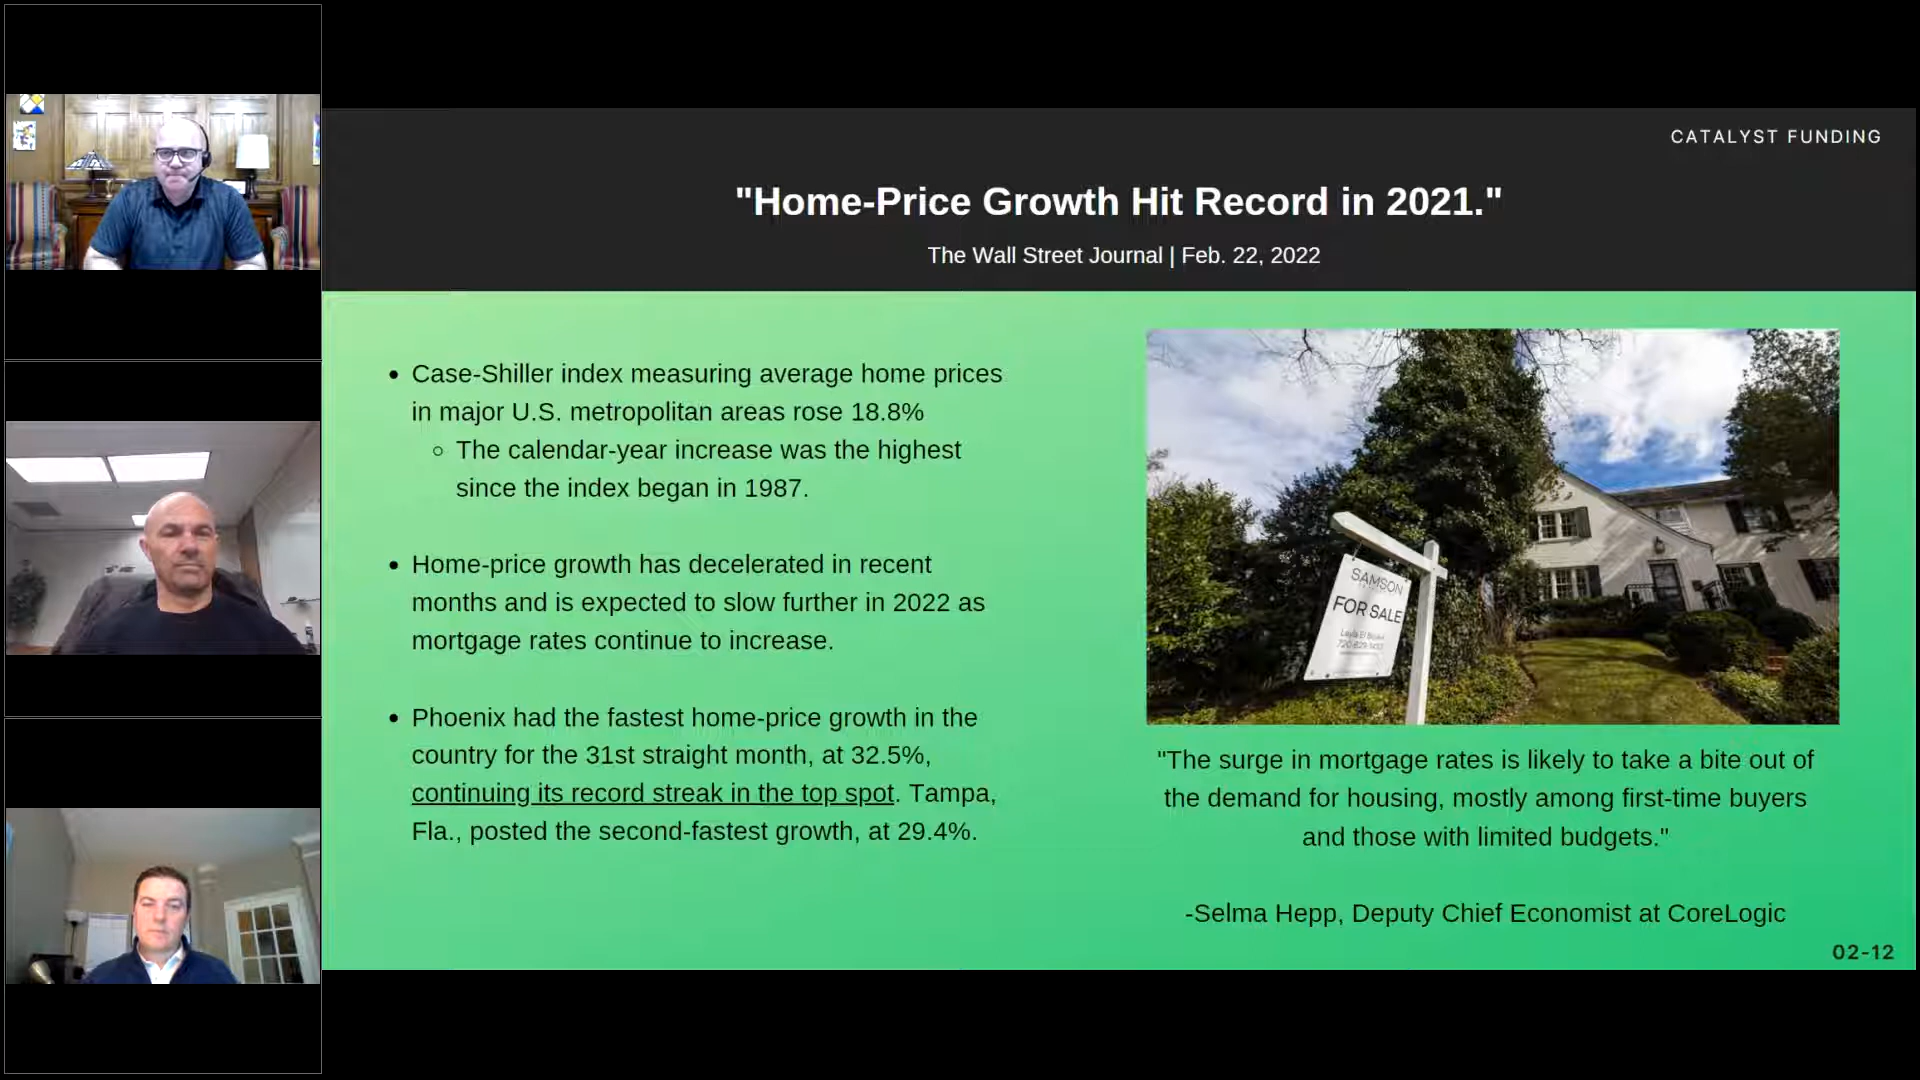 CATALYST FUNDING
"Home-Price Growth Hit Record in 2021."
The Wall Street Journal | Feb. 22, 2022
• Case-Shiller index measuring average home prices
in major U.S. metropolitan areas rose 18.8%
○ The calendar-year increase was the highest
since the index began in 1987.
• Home-price growth has decelerated in recent
months and is expected to slow further in 2022 as
mortgage rates continue to increase.
• Phoenix had the fastest home-price growth in the
country for the 31st straight month, at 32.5%,
continuing its record streak in the top spot. Tampa,
Fla., posted the second-fastest growth, at 29.4%.
SAMSON
FOR SALE
"The surge in mortgage rates is likely to take a bite out of
the demand for housing, mostly among first-time buyers
and those with limited budgets."
-Selma Hepp, Deputy Chief Economist at CoreLogic
02-12